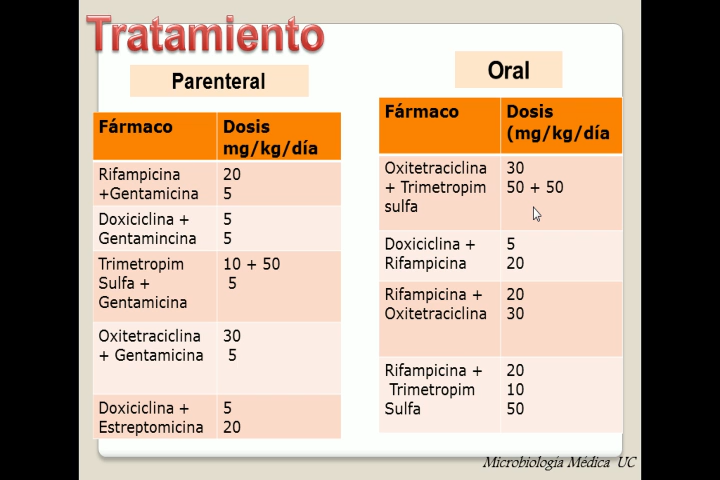 Tratamiento
Parenteral
Fármaco Dosis
mg/kg/día
Rifampicina 20
+Gentamicina 5
Doxiciclina + 5
Gentamincina 5
Trimetropim 10 + 50
Sulfa + 5
Gentamicina
Oxitetraciclina 30
+ Gentamicina 5
Doxiciclina + 5
Estreptomicina 20
Oral
Fármaco Dosis
(mg/kg/día
Oxitetraciclina 30
+ Trimetropim 50 + 50
sulfa
Doxiciclina + 5
Rifampicina 20
Rifampicina + 20
Oxitetraciclina 30
Rifampicina + 20
Trimetropim 10
Sulfa 50
Microbiología Médica UC